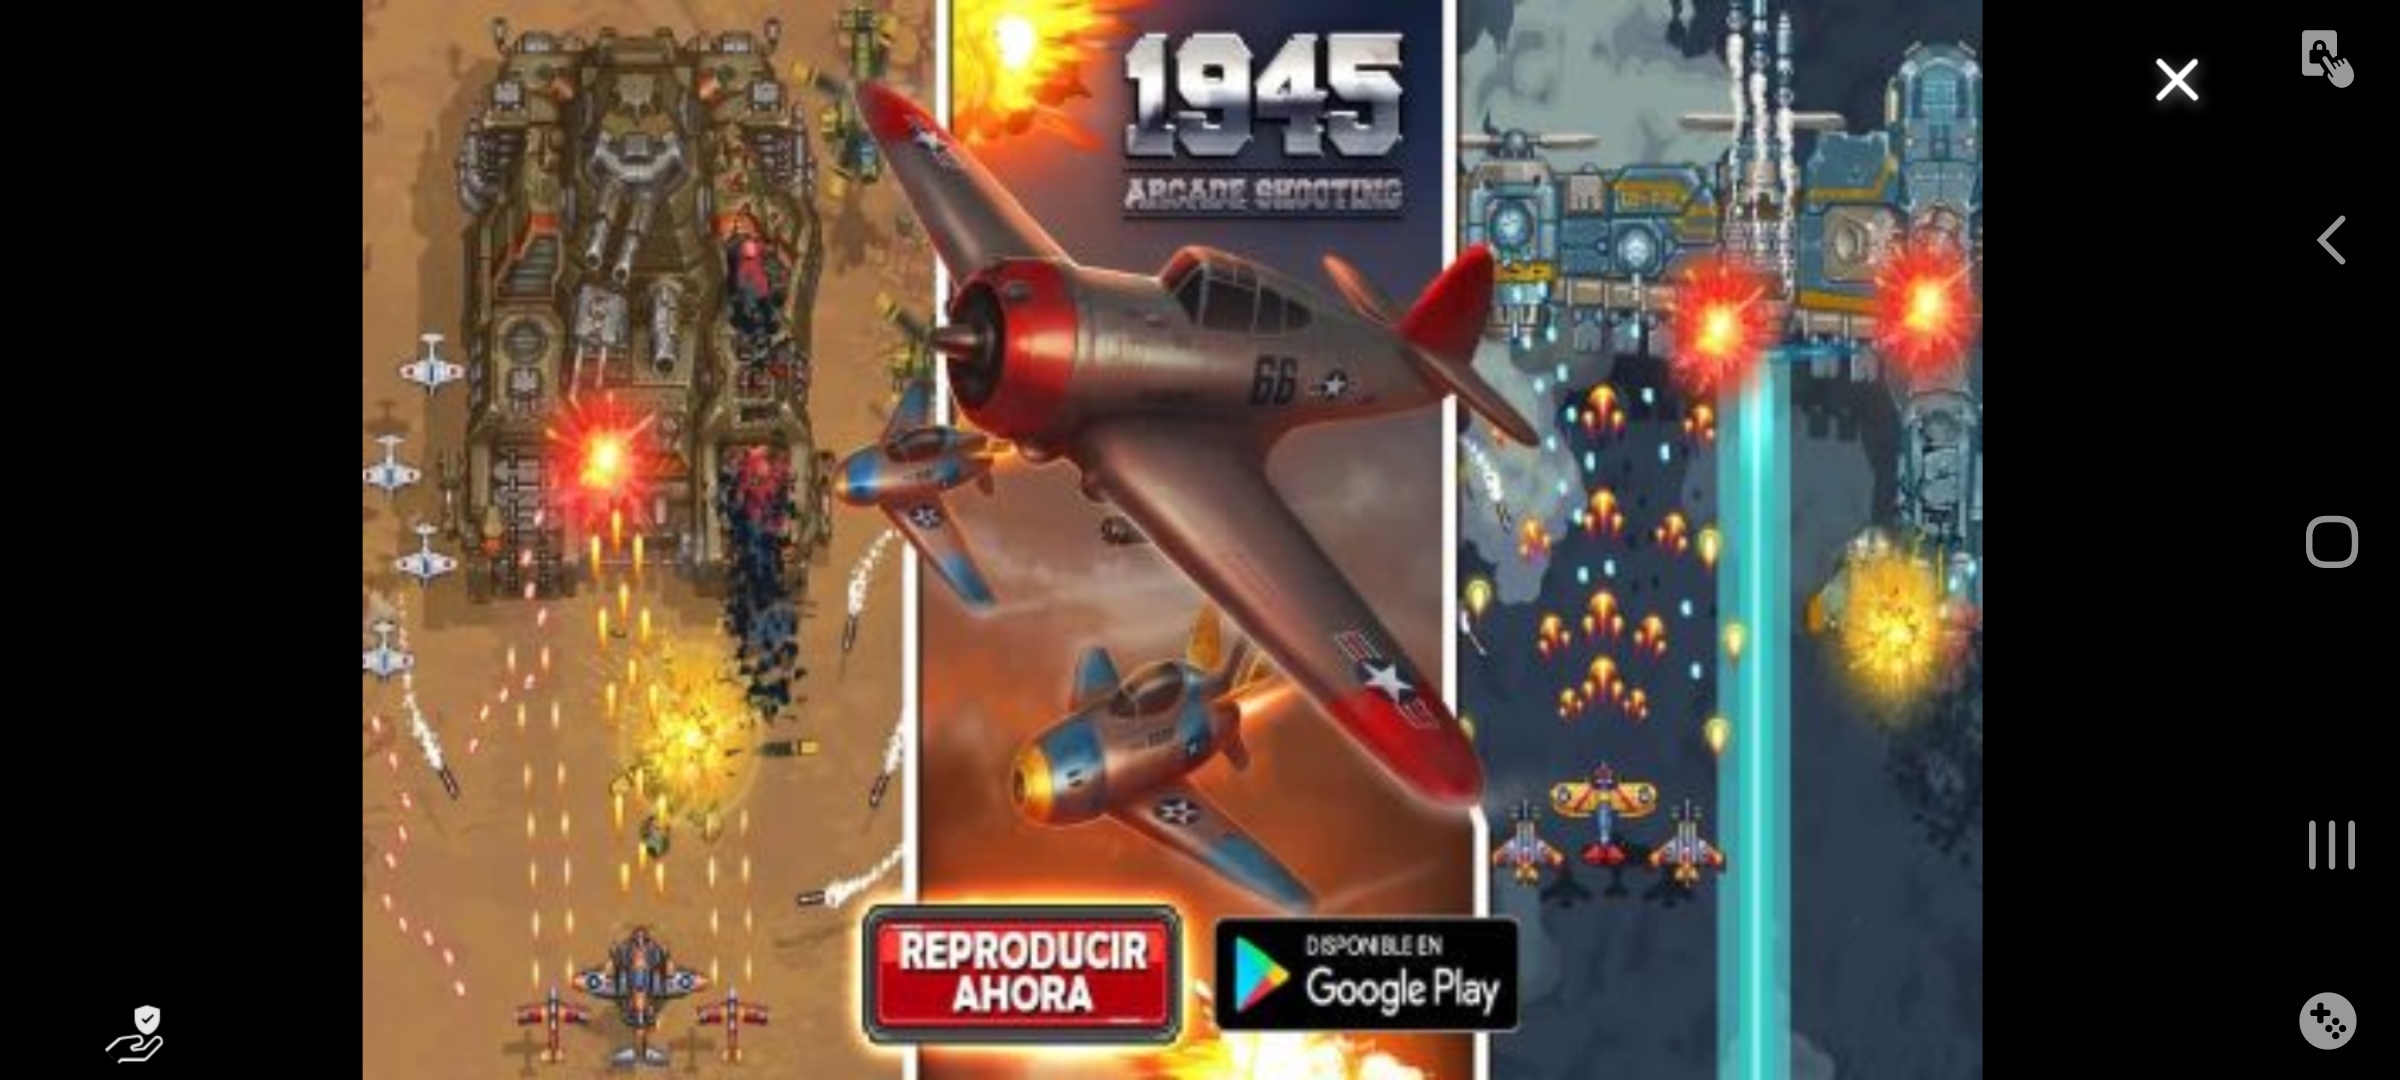 1945
ARCADE SHOOTING
66
REPRODUCIR
AHORA
DISPONIBLE EN
Google Play